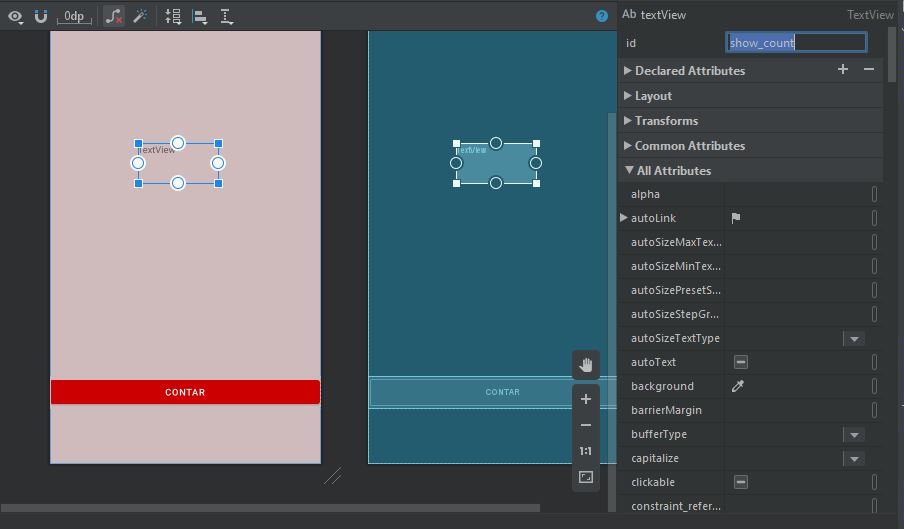 0dp
?
Ab textView
TextView
id
show_count
Declared Attributes
Layout
Transforms
Common Attributes
All Attributes
TextView
TextView
alpha
autoLink
autoSizeMaxTex...
autoSizeMinTex...
autoSizePresetS...
autoSizeStepGr...
autoSizeTextType
autoText
background
barrierMargin
bufferType
capitalize
clickable
constraint_refer...
CONTAR
CONTAR
1:1